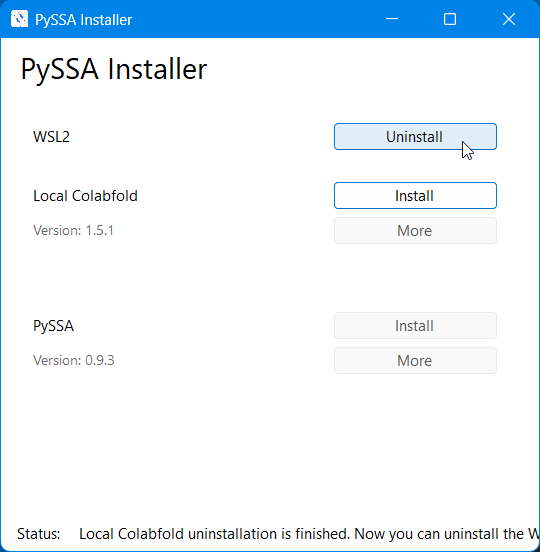 PySSA Installer
PySSA Installer
WSL2 Uninstall
Local Colabfold Install
Version: 1.5.1 More
PySSA Install
Version: 0.9.3 More
Status: Local Colabfold uninstallation is finished. Now you can uninstall the W